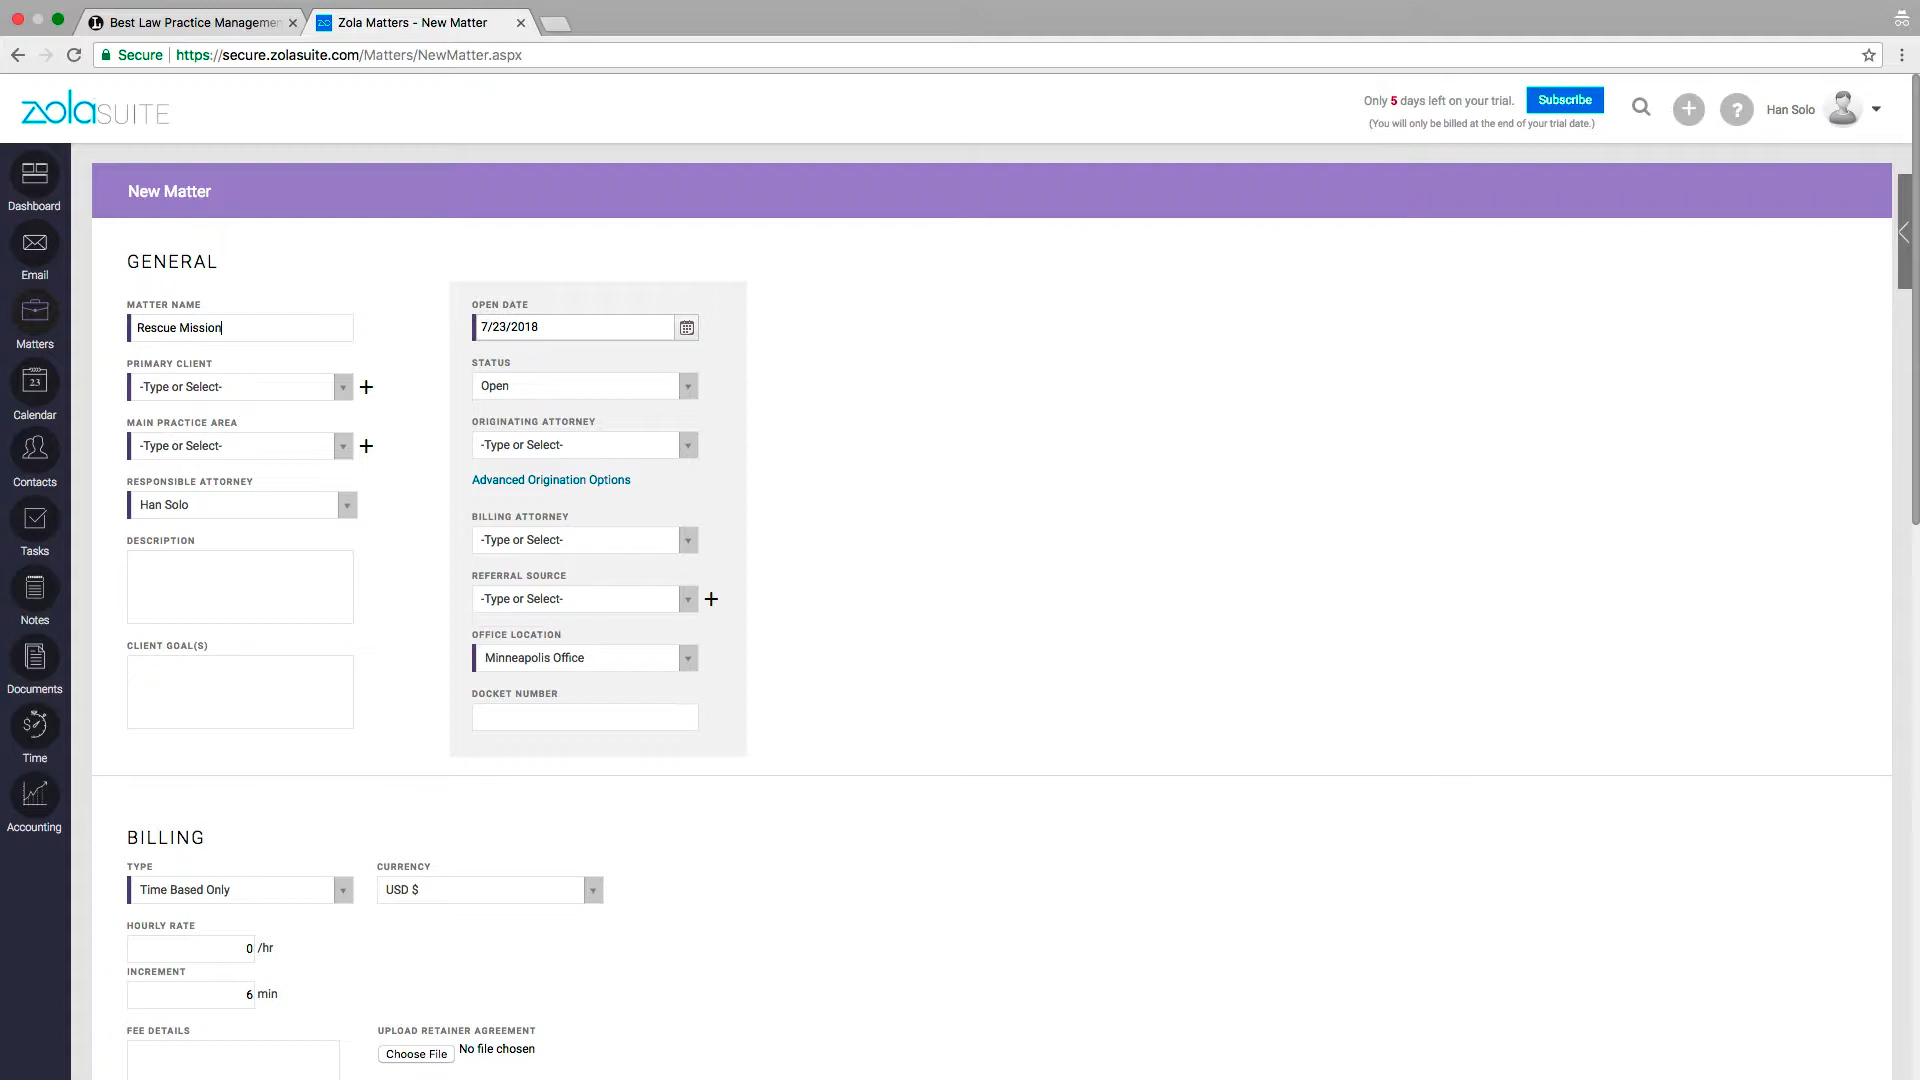 Best Law Practice Managemen
Zola Matters - New Matter
Secure https://secure.zolasuite.com/Matters/NewMatter.aspx
zola SUITE
Only 5 days left on your trial.
Subscribe
(You will only be billed at the end of your trial date.)
?
Han Solo
Dashboard
Email
Matters
23
Calendar
Contacts
Tasks
Notes
Documents
Time
Accounting
New Matter
GENERAL
MATTER NAME
Rescue Mission
PRIMARY CLIENT
-Type or Select-
MAIN PRACTICE AREA
-Type or Select-
RESPONSIBLE ATTORNEY
Han Solo
DESCRIPTION
CLIENT GOAL(S)
OPEN DATE
7/23/2018
STATUS
Open
ORIGINATING ATTORNEY
-Type or Select-
Advanced Origination Options
BILLING ATTORNEY
-Type or Select-
REFERRAL SOURCE
-Type or Select-
OFFICE LOCATION
Minneapolis Office
DOCKET NUMBER
BILLING
TYPE
Time Based Only
CURRENCY
USD $
HOURLY RATE
0 /hr
INCREMENT
6 min
FEE DETAILS
UPLOAD RETAINER AGREEMENT
Choose File No file chosen